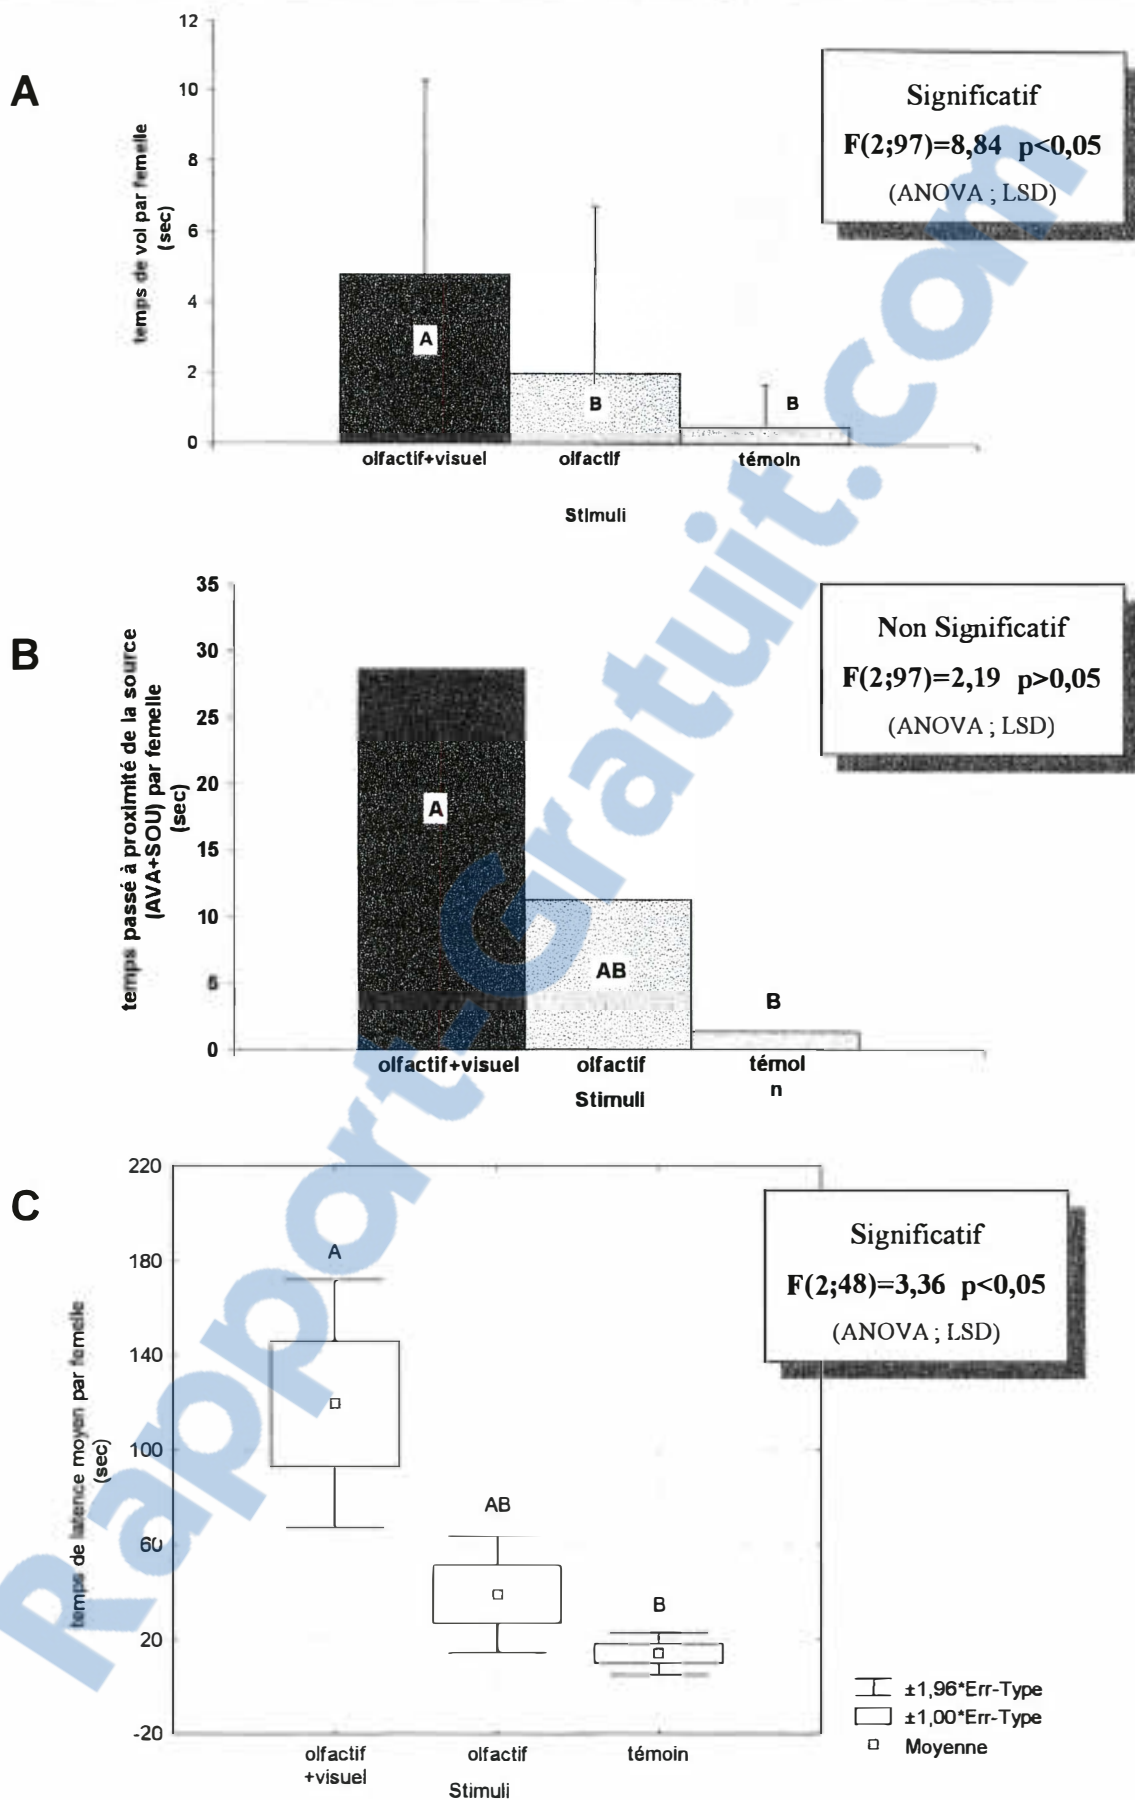 A
12
10
8
6
4
2
0
temps de vol par femelle
(sec)
A
B
B
olfactif+visuel
olfactif
témoin
Stimuli
Significatif
F(2;97)=8,84 p<0,05
(ANOVA ; LSD)
B
35
30
25
20
15
10
5
0
temps passé à proximité de la source
(AVA+SOU) par femelle
(sec)
A
AB
B
olfactif+visuel
olfactif
témoi
n
Stimuli
Non Significatif
F(2;97)=2,19 p>0,05
(ANOVA ; LSD)
C
220
180
140
100
60
20
-20
temps de latence moyen par femelle
(sec)
A
AB
B
olfactif
+visuel
olfactif
témoin
Stimuli
Significatif
F(2;48)=3,36 p<0,05
(ANOVA ; LSD)
±1,96*Err-Type
±1,00*Err-Type
Moyenne
Rapport-Gratuit.com